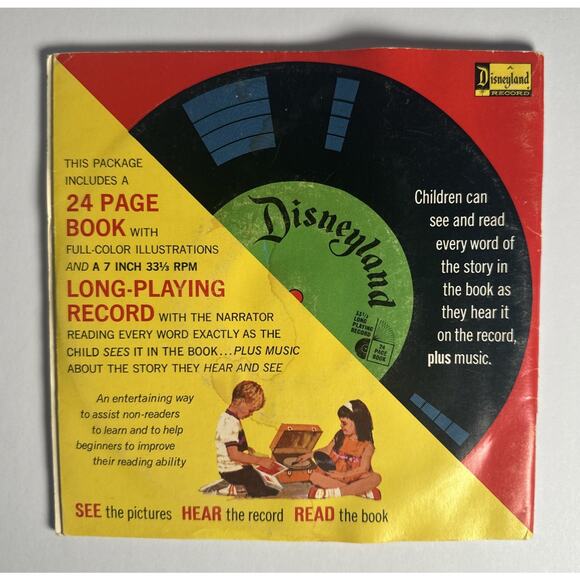 Disneyland
RECORD
THIS PACKAGE
INCLUDES A
24 PAGE
BOOK WITH
FULL-COLOR ILLUSTRATIONS
AND A 7 INCH 33⅓ RPM
LONG-PLAYING
RECORD WITH THE NARRATOR
READING EVERY WORD EXACTLY AS THE
CHILD SEES IT IN THE BOOK...PLUS MUSIC
ABOUT THE STORY THEY HEAR AND SEE
An entertaining way
to assist non-readers
to learn and to help
beginners to improve
their reading ability
Disneyland
33⅓
LONG
PLAYING
RECORD
24
PAGE
BOOK
Children can
see and read
every word of
the story in
the book as
they hear it
on the record,
plus music.
SEE the pictures HEAR the record READ the book